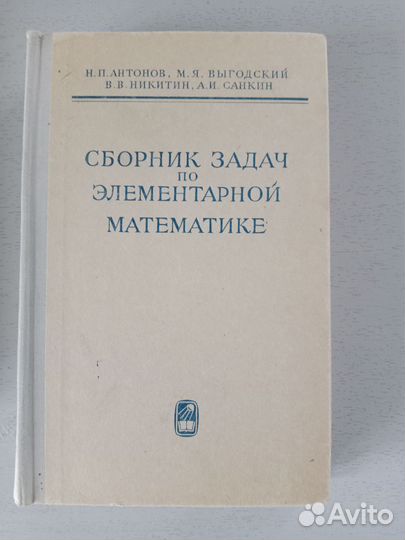 Н. П. АНТОНОВ, М. Я. ВЫГОДСКИЙ
В. В. НИКИТИН, А. И. САНКИН
СБОРНИК ЗАДАЧ
ПО
ЭЛЕМЕНТАРНОЙ
МАТЕМАТИКЕ
Avito